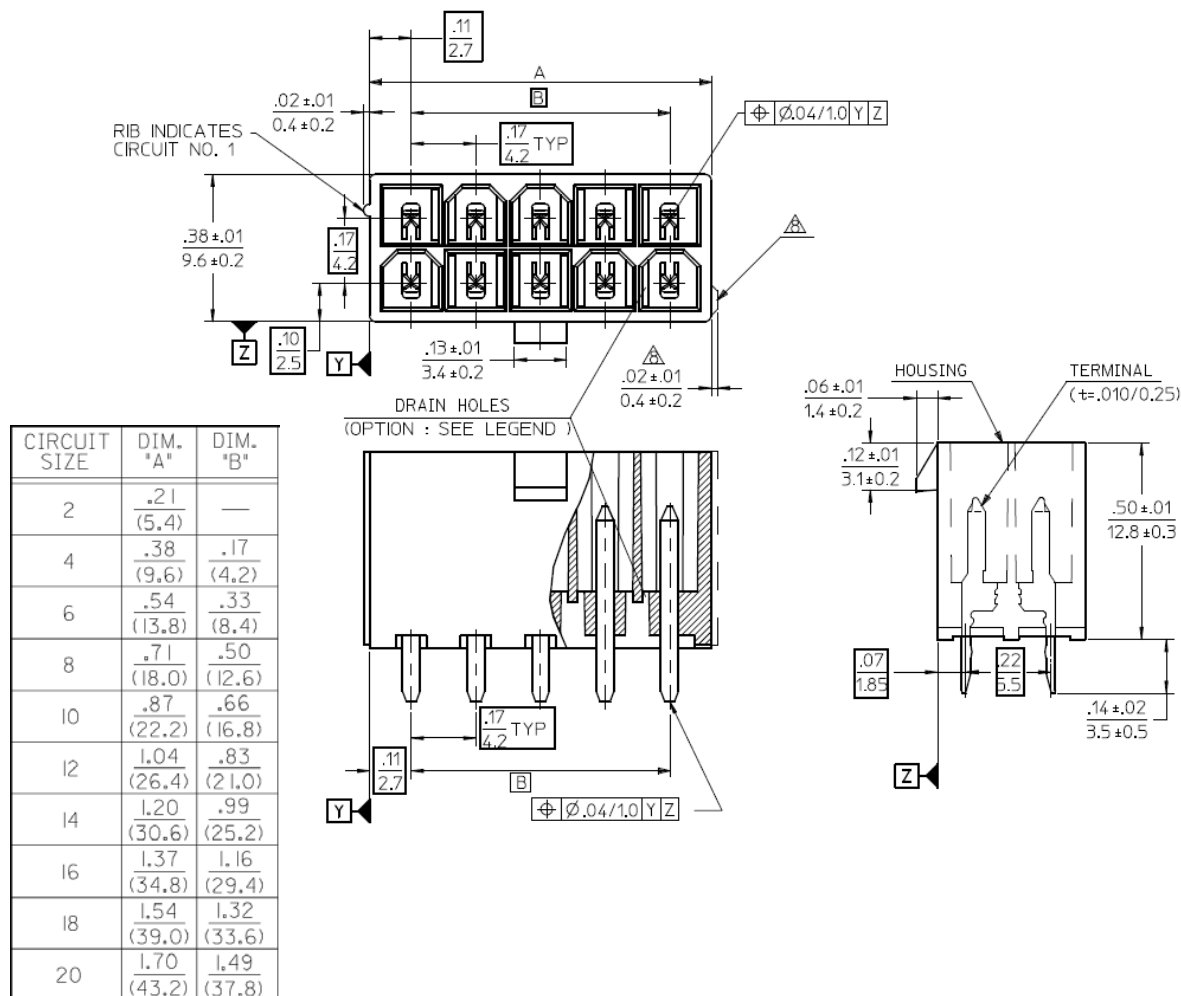 .11
2.7
A
B
.02 ±.01
0.4 ±0.2
RIB INDICATES
CIRCUIT NO. 1
.17
4.2 TYP
⌖ Ø.04/1.0 Y Z
.38 ±.01
9.6 ±0.2
.17
4.2
8
Z
.10
2.5
Y
.13 ±.01
3.4 ±0.2
8
.02 ±.01
0.4 ±0.2
DRAIN HOLES
(OPTION : SEE LEGEND )
HOUSING
TERMINAL
(t=.010/0.25)
.06 ±.01
1.4 ±0.2
.12 ±.01
3.1 ±0.2
.50 ±.01
12.8 ±0.3
.07
1.85
.22
5.5
.14 ±.02
3.5 ±0.5
Z
.17
4.2 TYP
.11
2.7
B
Y
⌖ Ø.04/1.0 Y Z
CIRCUIT SIZE DIM. "A" DIM. "B"
2 .21 (5.4) —
4 .38 (9.6) .17 (4.2)
6 .54 (13.8) .33 (8.4)
8 .71 (18.0) .50 (12.6)
10 .87 (22.2) .66 (16.8)
12 1.04 (26.4) .83 (21.0)
14 1.20 (30.6) .99 (25.2)
16 1.37 (34.8) 1.16 (29.4)
18 1.54 (39.0) 1.32 (33.6)
20 1.70 (43.2) 1.49 (37.8)